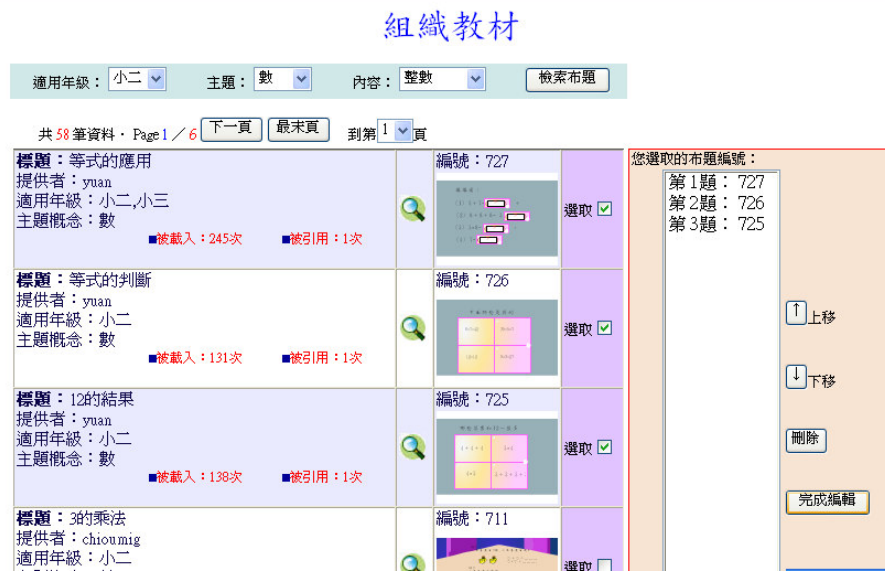 組織教材
適用年級： 小二 主題： 數 內容： 整數 檢索布題
共 58 筆資料． Page 1 ／ 6 下一頁 最末頁 到第 1 頁
標題：等式的應用
提供者：yuan
適用年級：小二,小三
主題概念：數
■被載入：245次 ■被引用：1次
編號：727
選取
標題：等式的判斷
提供者：yuan
適用年級：小二
主題概念：數
■被載入：131次 ■被引用：1次
編號：726
選取
標題：12的結果
提供者：yuan
適用年級：小二
主題概念：數
■被載入：138次 ■被引用：1次
編號：725
選取
標題：3的乘法
提供者：chioumig
適用年級：小二
編號：711
選取
您選取的布題編號：
第1題： 727
第2題： 726
第3題： 725
↑ 上移
↓ 下移
刪除
完成編輯